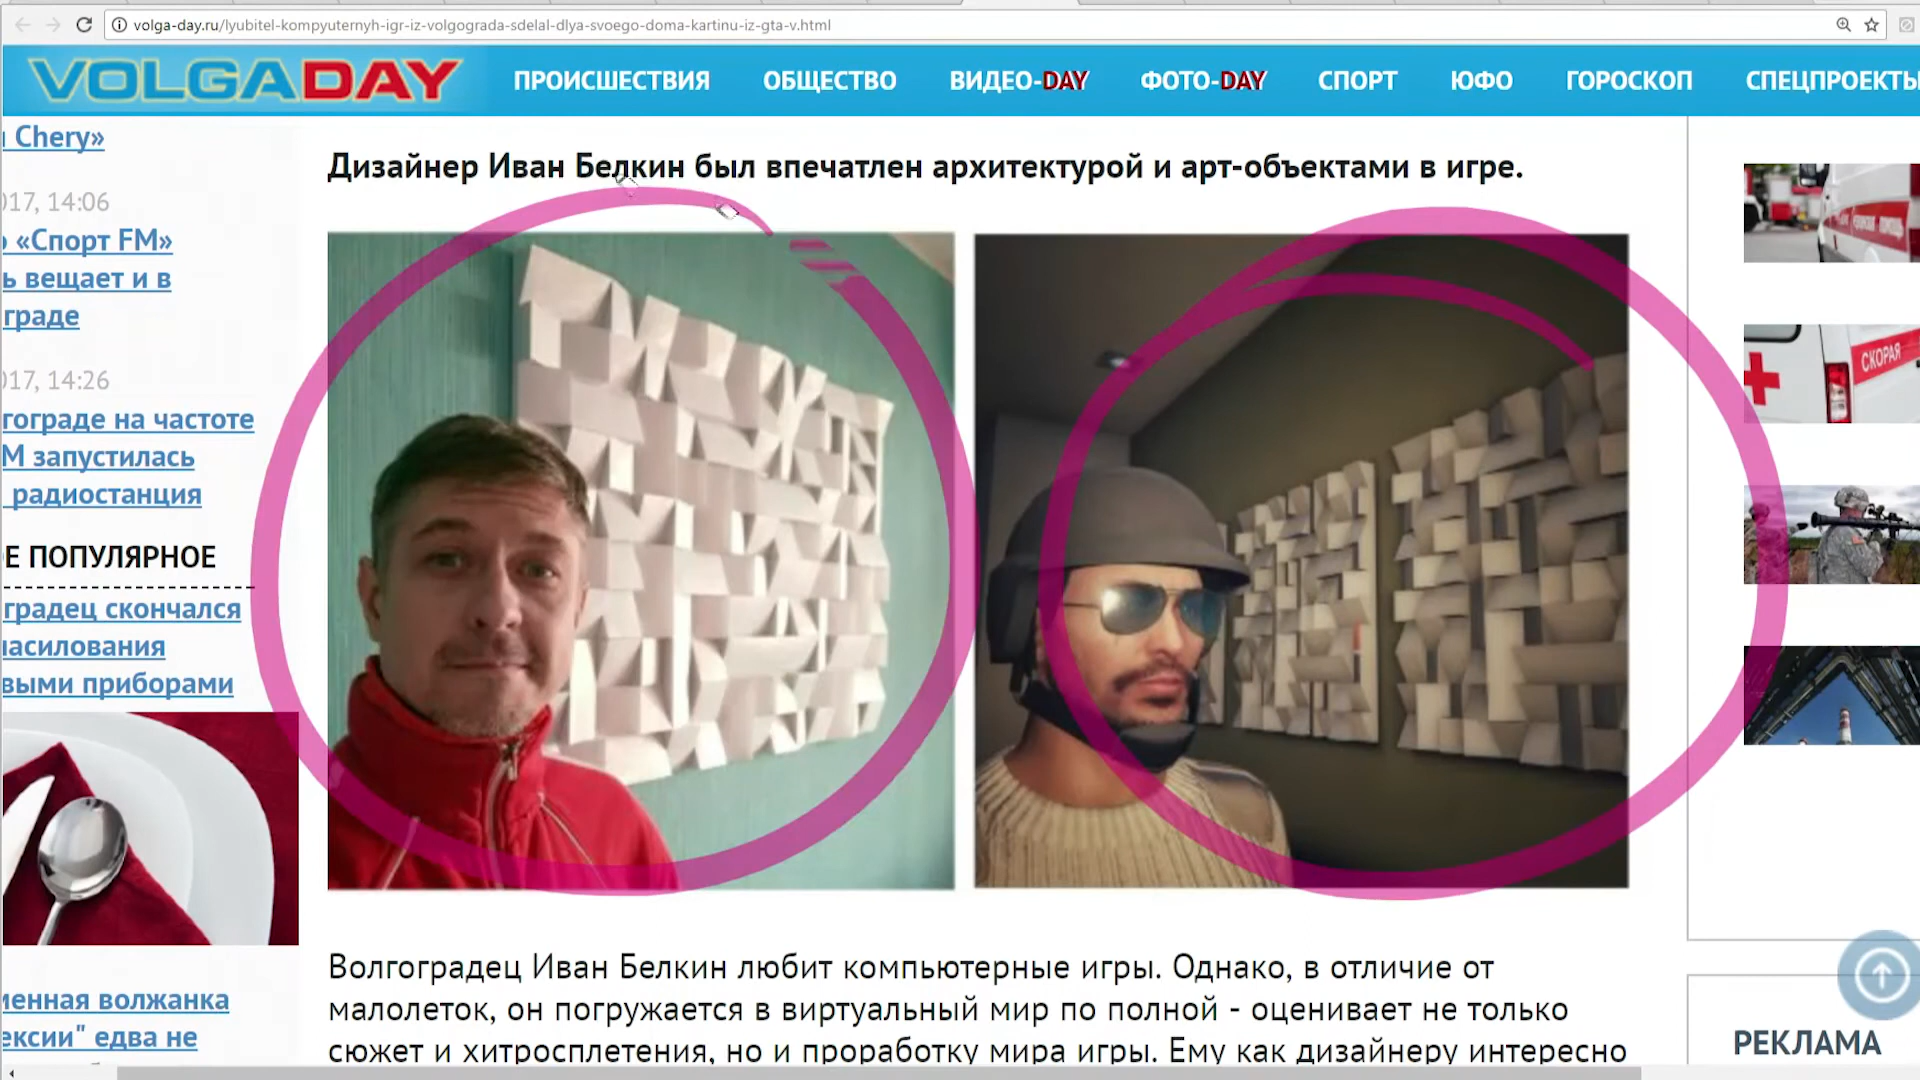 volga-day.ru/lyubitel-kompyuternyh-igr-iz-volgograda-sdelal-dlya-svoego-doma-kartinu-iz-gta-v.html
VOLGADAY ПРОИСШЕСТВИЯ ОБЩЕСТВО ВИДЕО-DAY ФОТО-DAY СПОРТ ЮФО ГОРОСКОП СПЕЦПРОЕКТЫ
Chery»
017, 14:06
«Спорт FM»
ь вещает и в
граде
017, 14:26
гограде на частоте
М запустилась
радиостанция
Е ПОПУЛЯРНОЕ
градец скончался
насилования
выми приборами
менная волжанка
ексии" едва не
Дизайнер Иван Белкин был впечатлен архитектурой и арт-объектами в игре.
Волгоградец Иван Белкин любит компьютерные игры. Однако, в отличие от
малолеток, он погружается в виртуальный мир по полной - оценивает не только
сюжет и хитросплетения, но и проработку мира игры. Ему как дизайнеру интересно
СКОРАЯ
РЕКЛАМА